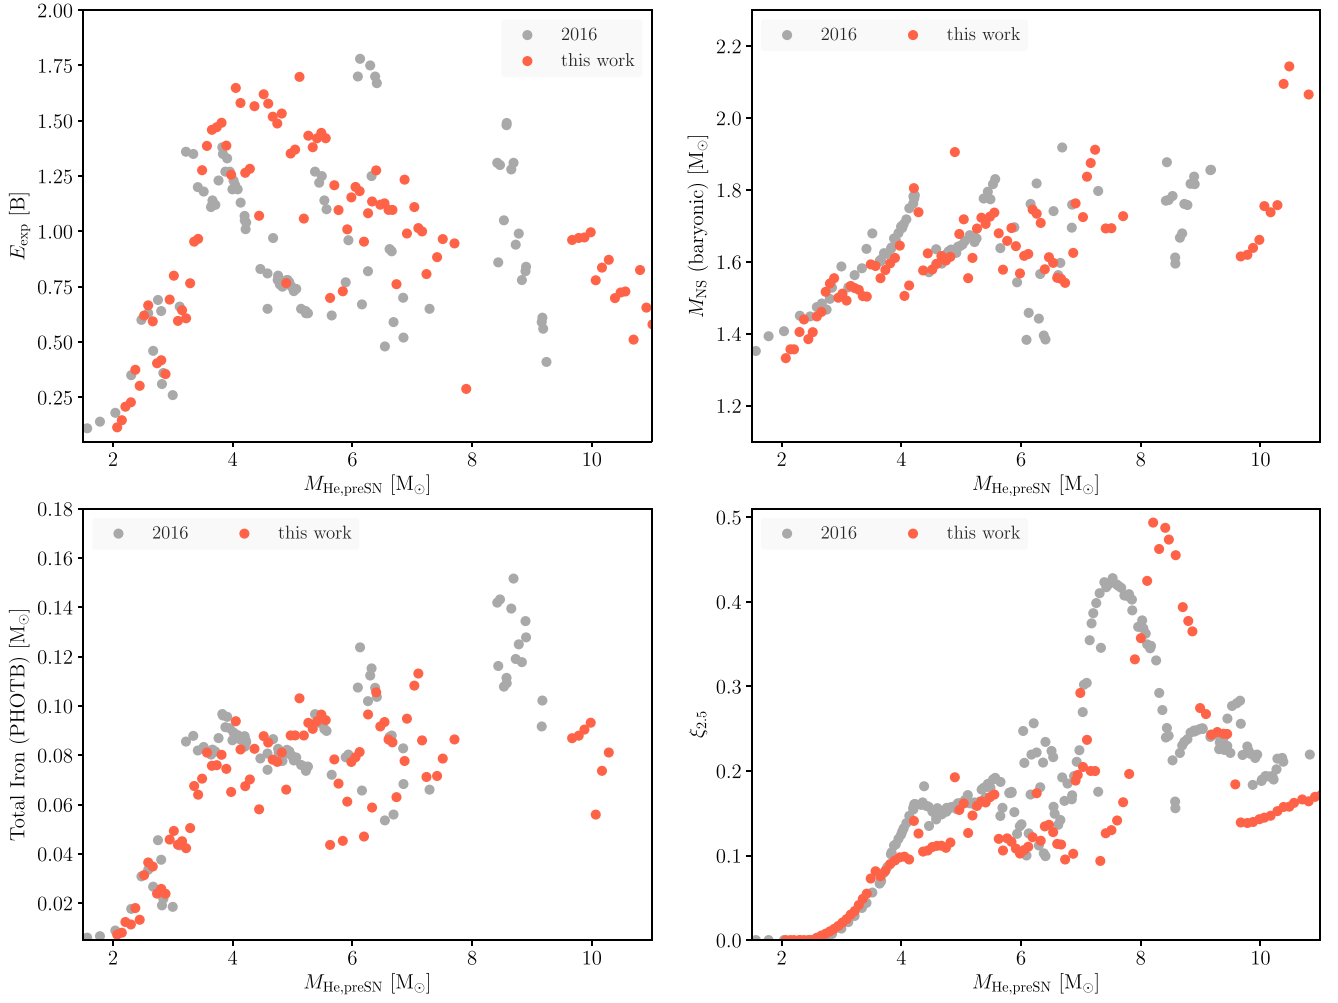 2.00
1.75
1.50
1.25
1.00
0.75
0.50
0.25
E_exp [B]
2016
this work
2 4 6 8 10
M_He,preSN [M_⊙]
2.2
2.0
1.8
1.6
1.4
1.2
M_NS (baryonic) [M_⊙]
2016 this work
2 4 6 8 10
M_He,preSN [M_⊙]
0.18
0.16
0.14
0.12
0.10
0.08
0.06
0.04
0.02
Total Iron (PHOTB) [M_⊙]
2016 this work
2 4 6 8 10
M_He,preSN [M_⊙]
0.5
0.4
0.3
0.2
0.1
0.0
ξ_2.5
2016 this work
2 4 6 8 10
M_He,preSN [M_⊙]